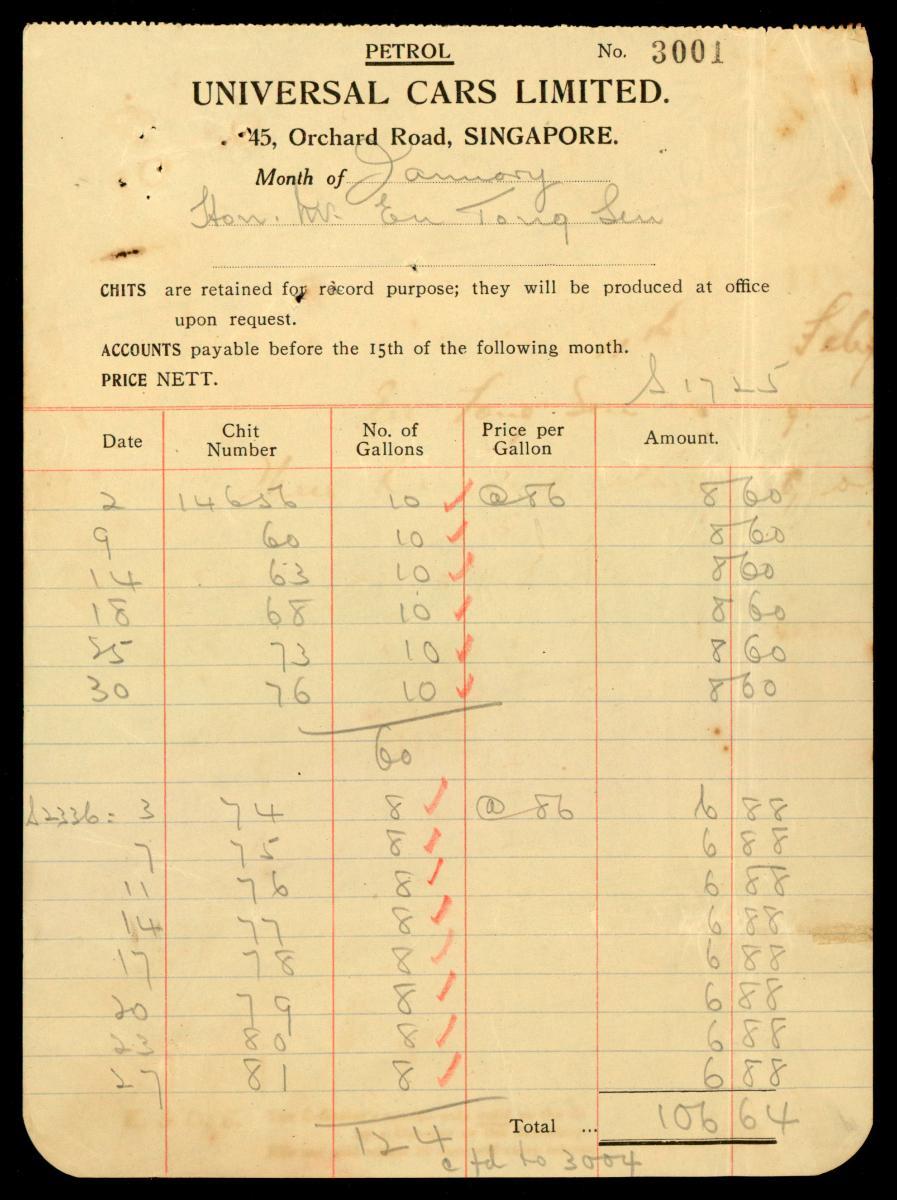 PETROL No. 3001
UNIVERSAL CARS LIMITED.
45, Orchard Road, SINGAPORE.
Month of January
Hon. Mr. Eu Tong Sen
CHITS are retained for record purpose; they will be produced at office
upon request.
ACCOUNTS payable before the 15th of the following month.
PRICE NETT.
S 1725
Date Chit Number No. of Gallons Price per Gallon Amount.
2 14656 10 @ 86 8 60
9 60 10 8 60
14 63 10 8 60
18 68 10 8 60
25 73 10 8 60
30 76 10 8 60
60
S2336: 3 74 8 @ 86 6 88
7 75 8 6 88
11 76 8 6 88
14 77 8 6 88
17 78 8 6 88
20 79 8 6 88
23 80 8 6 88
27 81 8 6 88
Total ... 106 64
124
c fd to 3004